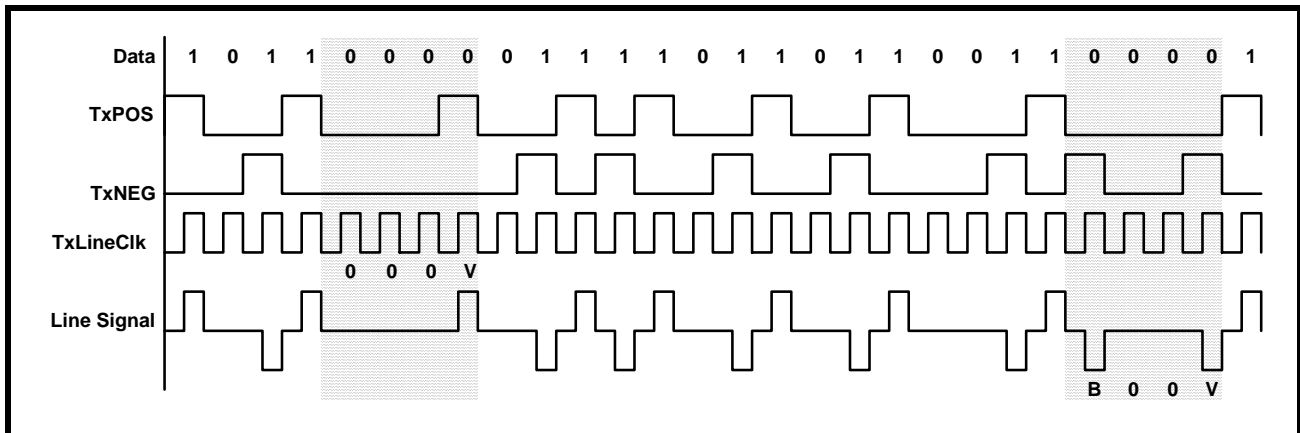 Data 1 0 1 1 0 0 0 0 0 1 1 1 1 0 1 1 0 1 1 0 0 1 1 0 0 0 0 1
TxPOS
TxNEG
TxLineClk
0 0 0 V
Line Signal
B 0 0 V